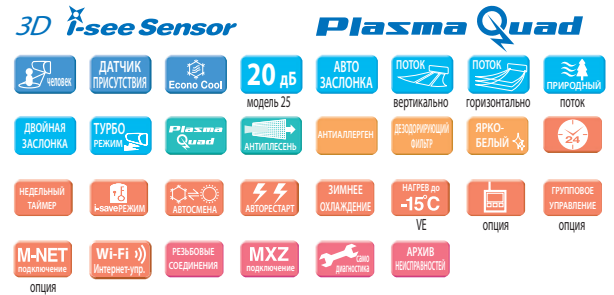 3D i-see Sensor
Plasma Quad
человек
ДАТЧИК
ПРИСУТСТВИЯ
Econo Cool
20 дБ
модель 25
АВТО
ЗАСЛОНКА
ПОТОК
вертикально
ПОТОК
горизонтально
ПРИРОДНЫЙ
поток
ДВОЙНАЯ
ЗАСЛОНКА
ТУРБО
РЕЖИМ
Plasma
Quad
АНТИПЛЕСЕНЬ
АНТИАЛЛЕРГЕН
ДЕЗОДОРИРУЮЩИЙ
ФИЛЬТР
ЯРКО-
БЕЛЫЙ
24
НЕДЕЛЬНЫЙ
ТАЙМЕР
i-saveРЕЖИМ
АВТОСМЕНА
АВТОРЕСТАРТ
ЗИМНЕЕ
ОХЛАЖДЕНИЕ
НАГРЕВ до
-15°C
VE
опция
ГРУППОВОЕ
УПРАВЛЕНИЕ
опция
M-NET
подключение
опция
Wi-Fi
Интернет-упр.
РЕЗЬБОВЫЕ
СОЕДИНЕНИЯ
MXZ
подключение
Само
диагностика
АРХИВ
НЕИСПРАВНОСТЕЙ